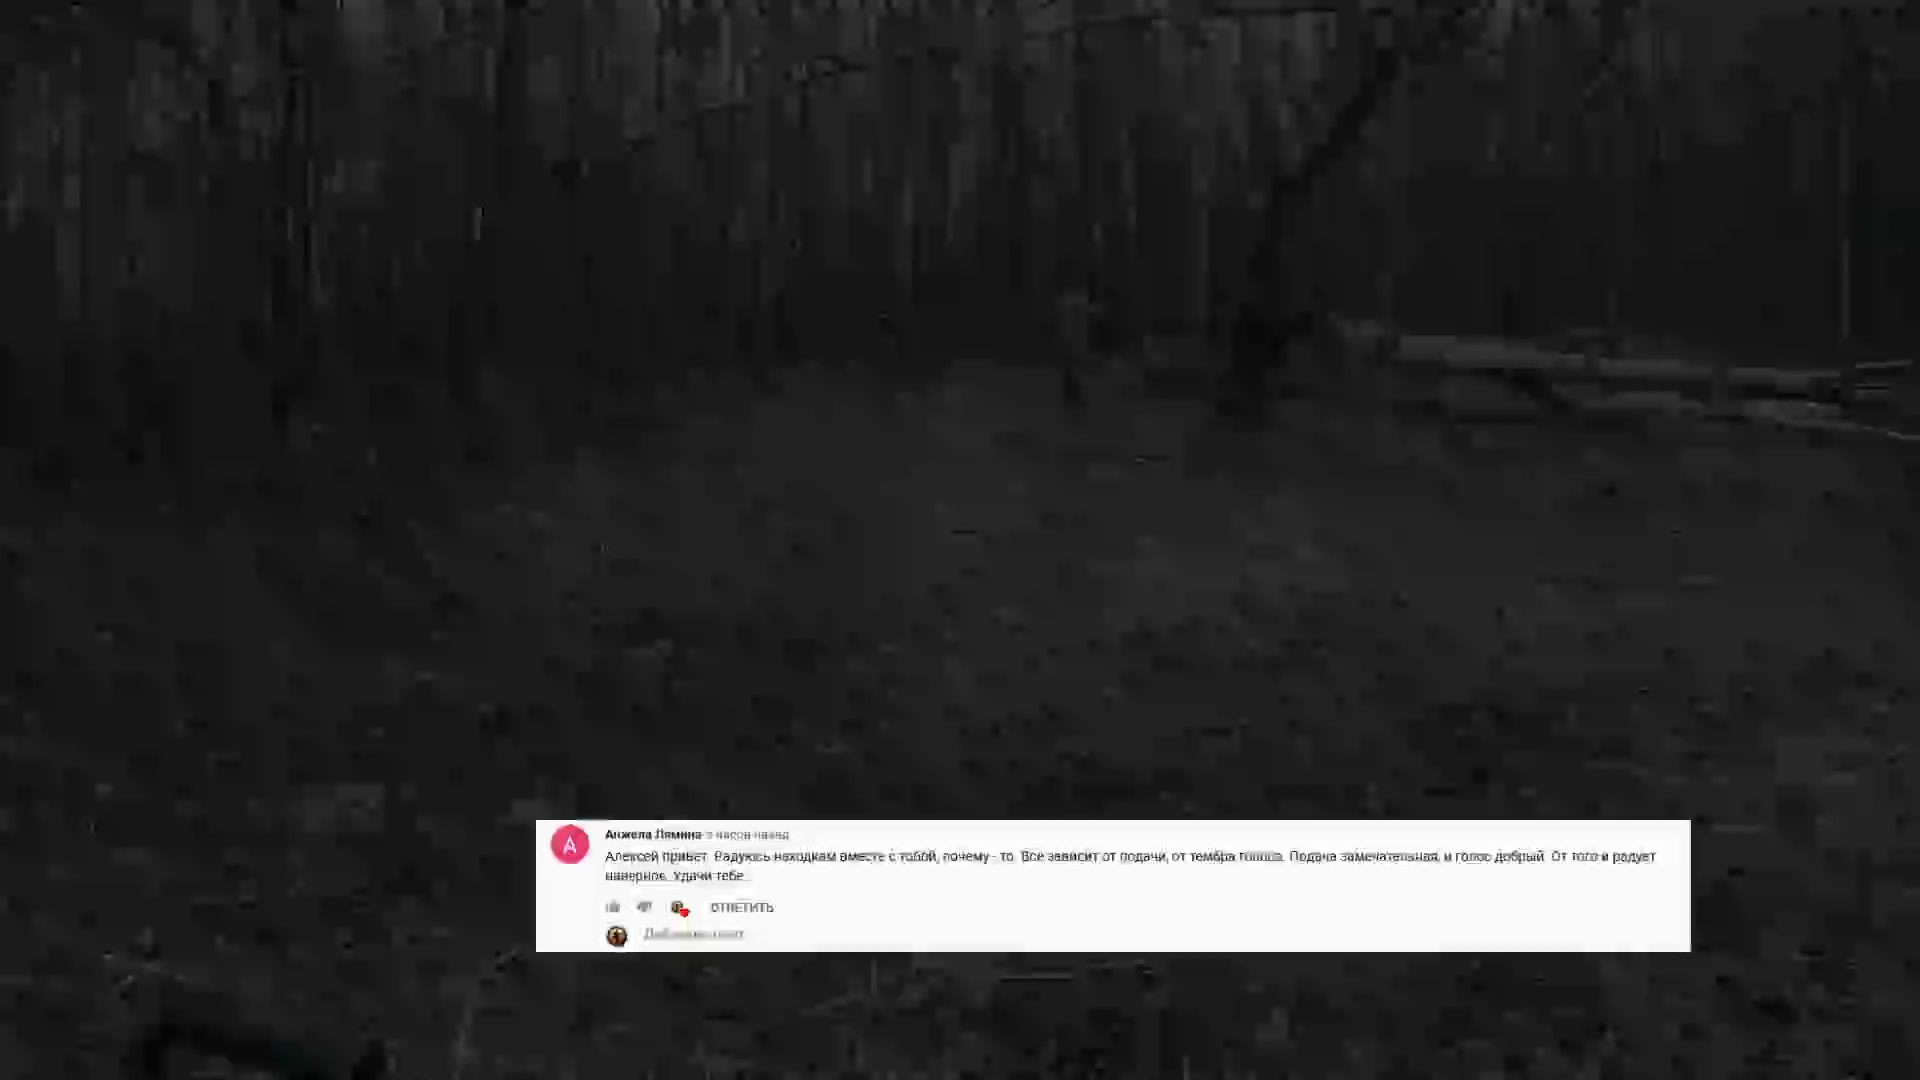 Анжела Лямина часов назад
Алексей привет. Радуюсь находкам вместе с тобой, почему - то. Все зависит от подачи, от тембра голоса. Подача замечательная, и голос добрый. От того и радует
наверное. Удачи тебе.
ОТВЕТИТЬ